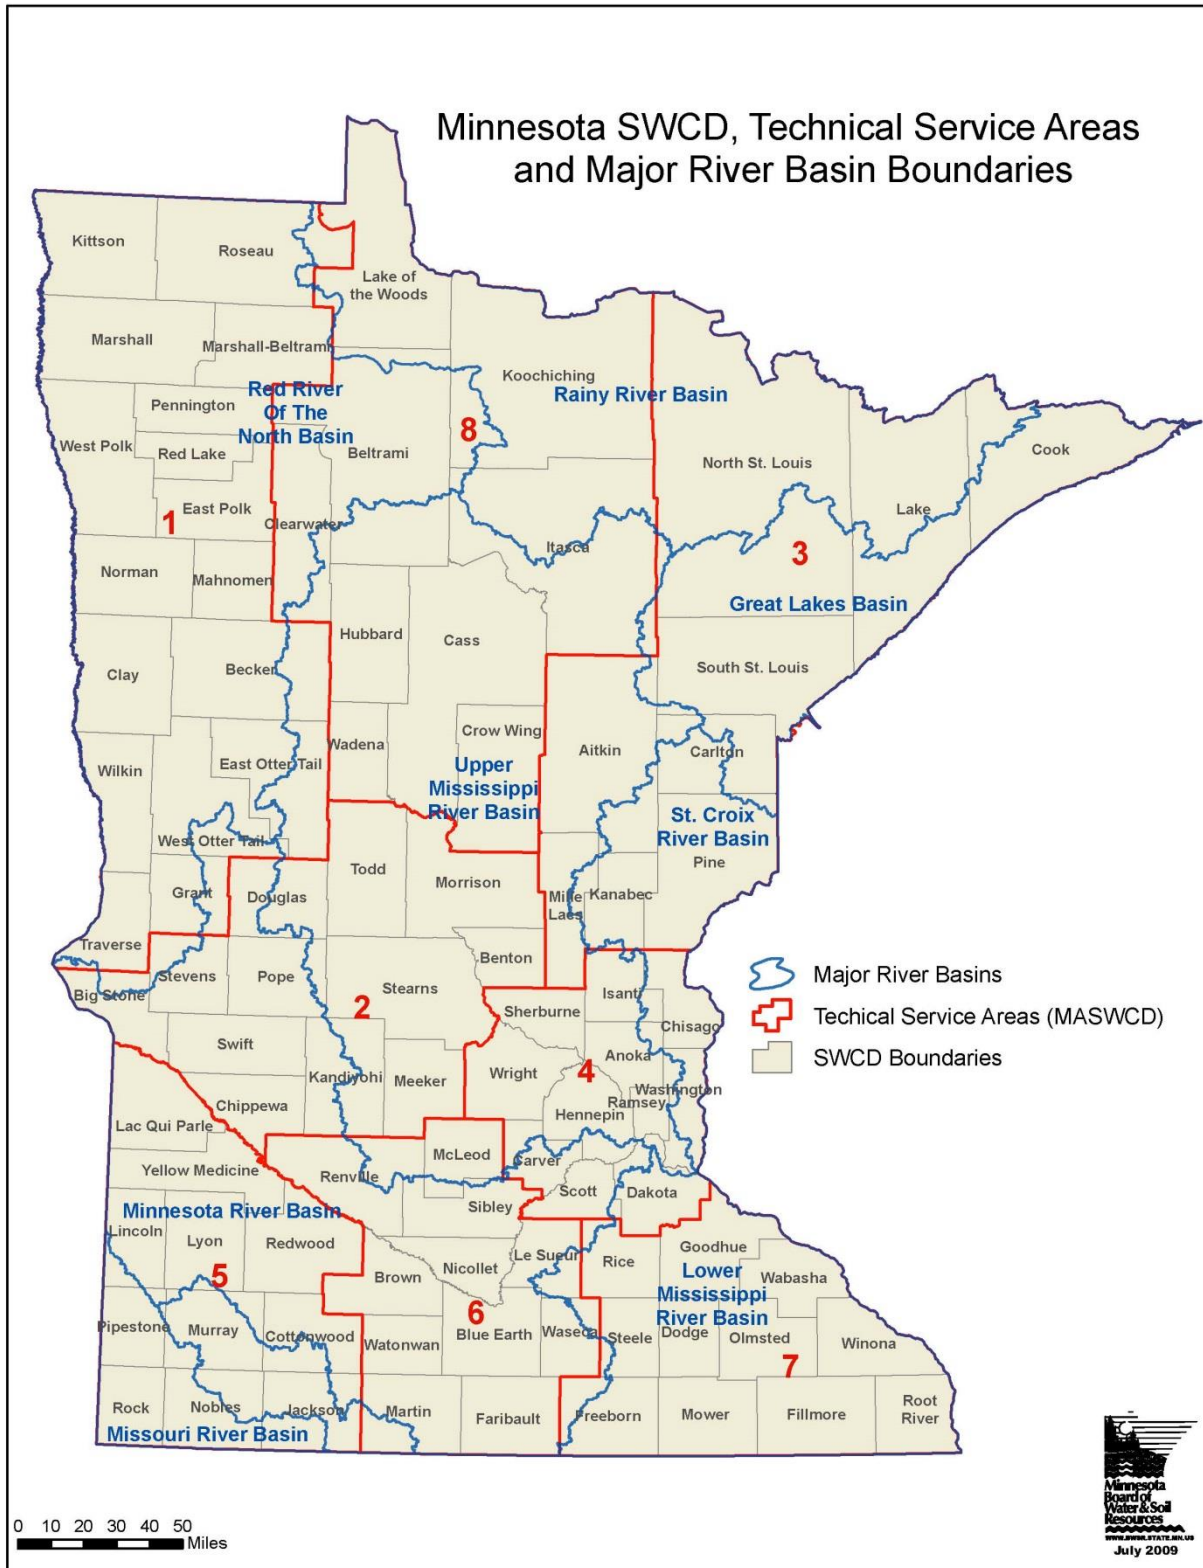 Minnesota SWCD, Technical Service Areas
and Major River Basin Boundaries
Kittson
Roseau
Lake of
the Woods
Marshall
Marshall-Beltrami
Koochiching
Rainy River Basin
Red River
Of The
North Basin
Pennington
8
West Polk
Red Lake
Beltrami
North St. Louis
Cook
East Polk
1
Clearwater
Lake
Itasca
3
Norman
Mahnomen
Great Lakes Basin
Hubbard
Cass
Clay
Becker
South St. Louis
Crow Wing
Wadena
Aitkin
Carlton
Wilkin
East Otter Tail
Upper
Mississippi
River Basin
St. Croix
River Basin
West Otter Tail
Pine
Todd
Morrison
Grant
Douglas
Mille
Lacs
Kanabec
Traverse
Benton
Stevens
Pope
Big Stone
Stearns
Isanti
2
Sherburne
Chisago
Swift
Anoka
Kandiyohi
Meeker
Wright
4
Washington
Ramsey
Chippewa
Hennepin
Lac Qui Parle
McLeod
Carver
Yellow Medicine
Renville
Scott
Dakota
Minnesota River Basin
Sibley
Lincoln
Lyon
Redwood
Goodhue
Le Sueur
Rice
Nicollet
Lower
Mississippi
River Basin
Wabasha
5
Brown
6
Pipestone
Murray
Cottonwood
Watonwan
Blue Earth
Waseca
Steele
Dodge
Olmsted
Winona
7
Rock
Nobles
Jackson
Martin
Faribault
Freeborn
Mower
Fillmore
Root
River
Missouri River Basin
Major River Basins
Techical Service Areas (MASWCD)
SWCD Boundaries
0 10 20 30 40 50
Miles
Minnesota
Board of
Water & Soil
Resources
WWW.BWSR.STATE.MN.US
July 2009